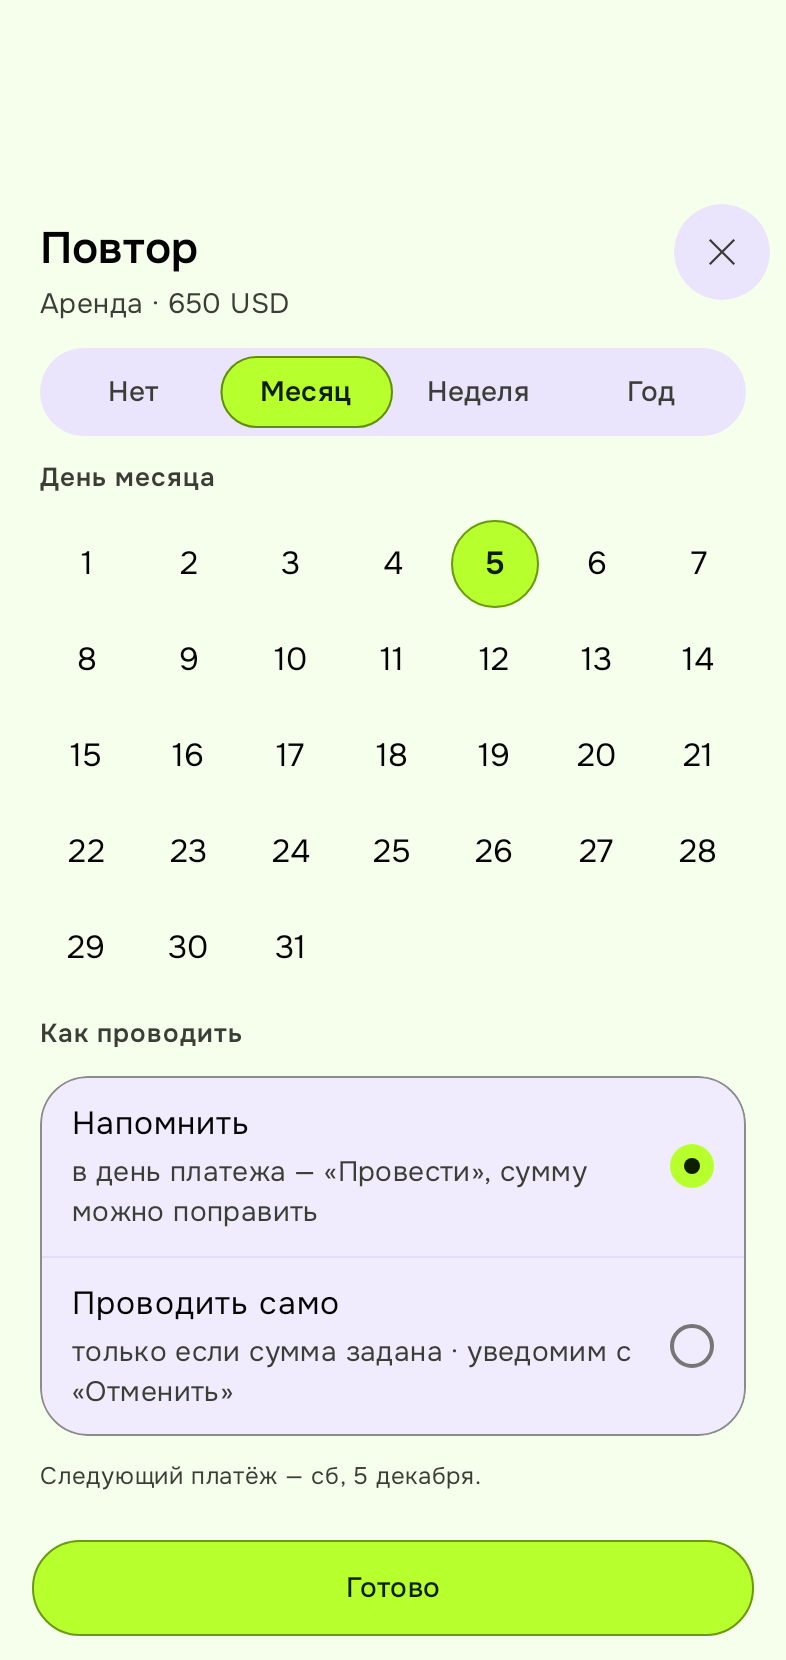 Повтор
Аренда · 650 USD
Нет Месяц Неделя Год
День месяца
1 2 3 4 5 6 7
8 9 10 11 12 13 14
15 16 17 18 19 20 21
22 23 24 25 26 27 28
29 30 31
Как проводить
Напомнить
в день платежа — «Провести», сумму
можно поправить
Проводить само
только если сумма задана · уведомим с
«Отменить»
Следующий платёж — сб, 5 декабря.
Готово